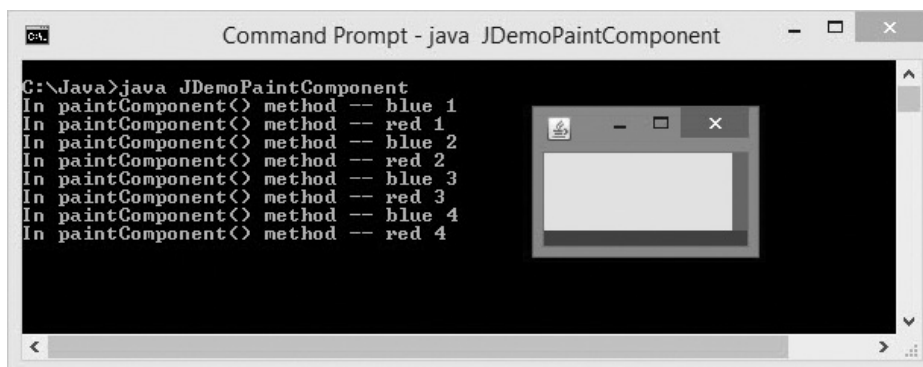 Command Prompt - java JDemoPaintComponent
C:\Java>java JDemoPaintComponent
In paintComponent() method -- blue 1
In paintComponent() method -- red 1
In paintComponent() method -- blue 2
In paintComponent() method -- red 2
In paintComponent() method -- blue 3
In paintComponent() method -- red 3
In paintComponent() method -- blue 4
In paintComponent() method -- red 4